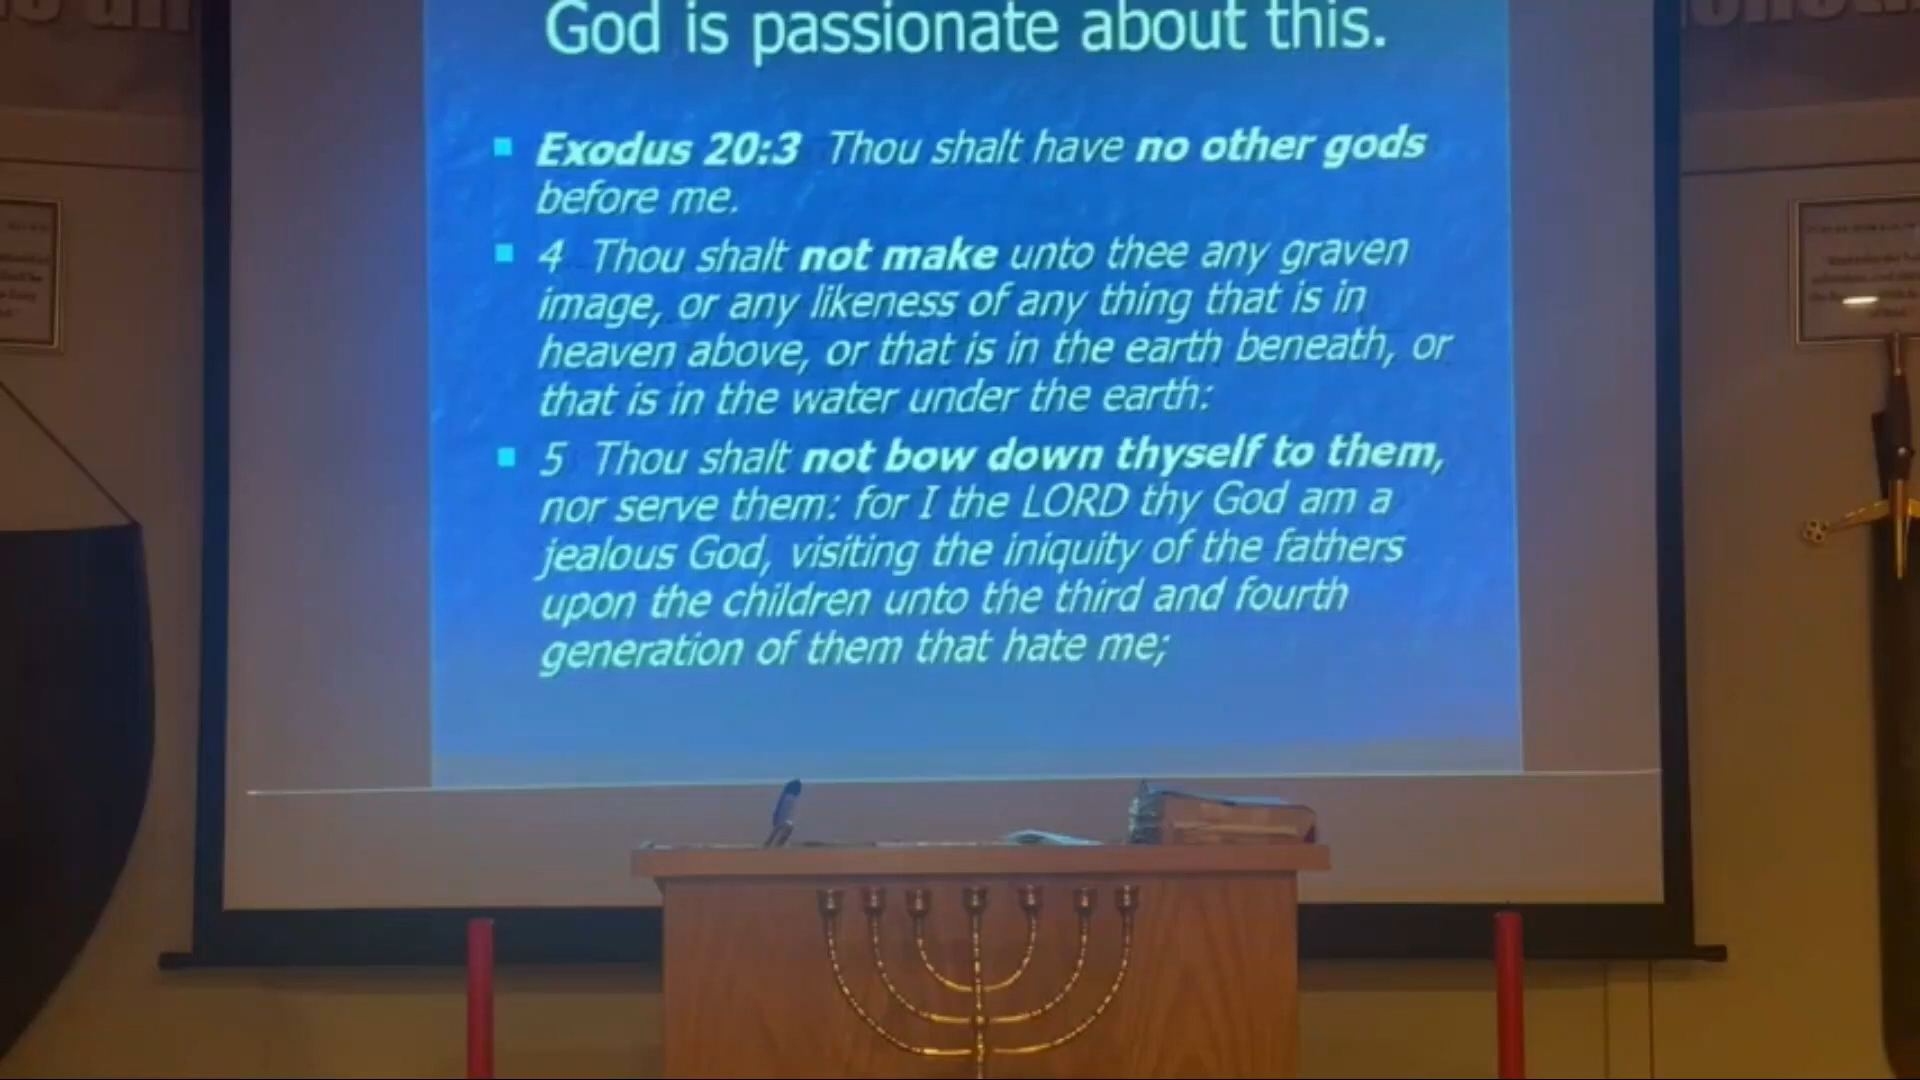 God is passionate about this.
Exodus 20:3 Thou shalt have no other gods
before me.
4 Thou shalt not make unto thee any graven
image, or any likeness of any thing that is in
heaven above, or that is in the earth beneath, or
that is in the water under the earth:
5 Thou shalt not bow down thyself to them,
nor serve them: for I the LORD thy God am a
jealous God, visiting the iniquity of the fathers
upon the children unto the third and fourth
generation of them that hate me;